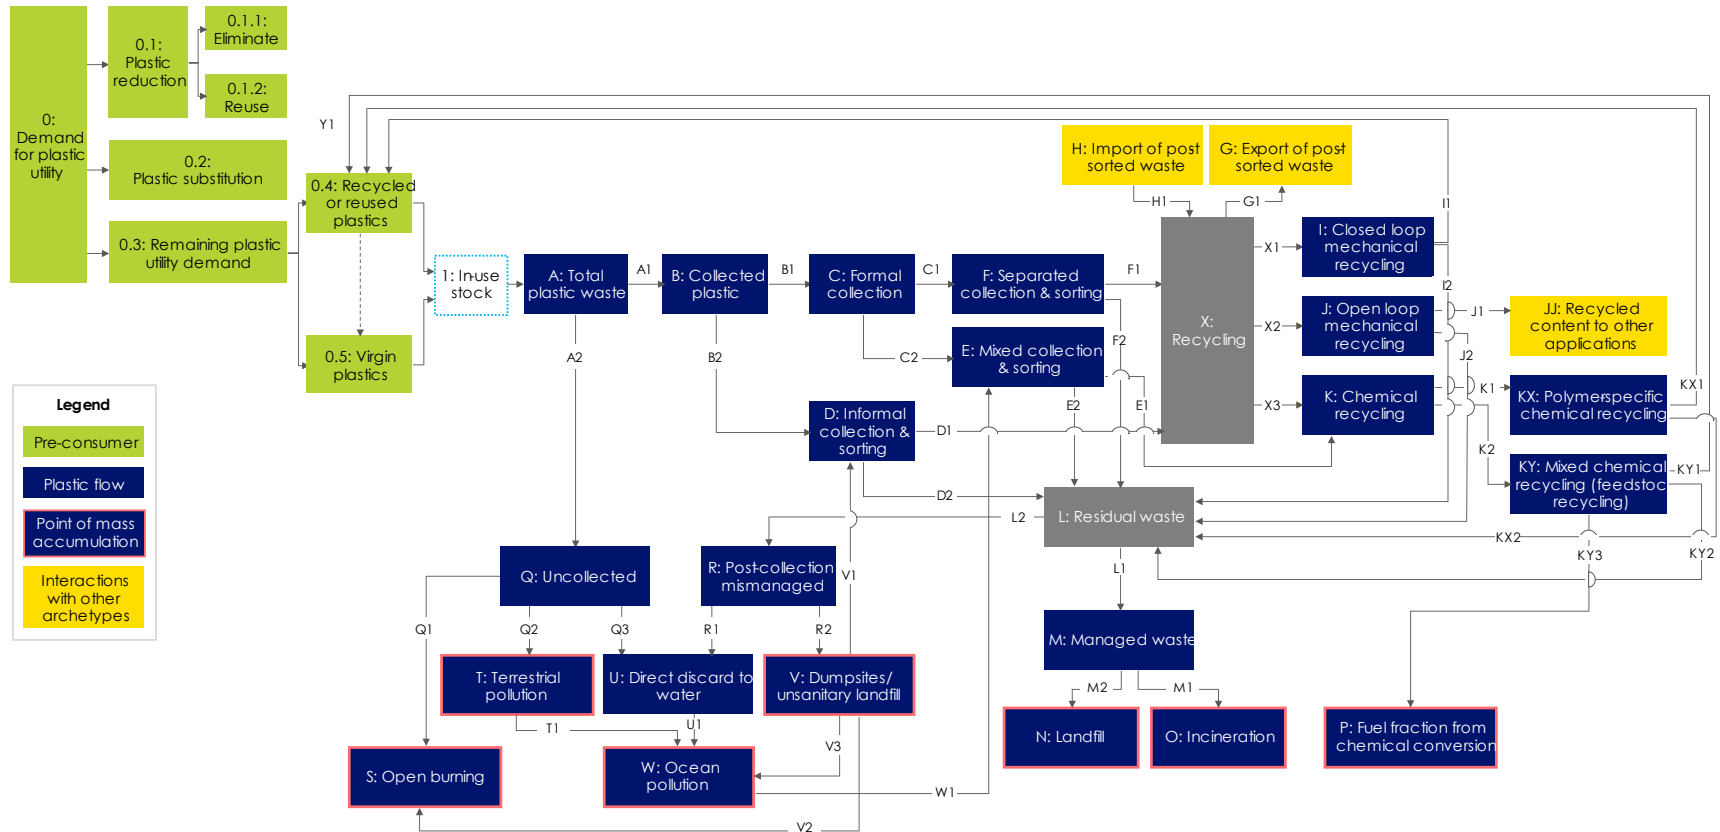 0:
Demand
for plastic
utility
0.1:
Plastic
reduction
0.1.1:
Eliminate
0.1.2:
Reuse
0.2:
Plastic substitution
0.3: Remaining plastic
utility demand
Y1
0.4: Recycled
or reused
plastics
0.5: Virgin
plastics
1: In-use
stock
A: Total
plastic waste
A1
A2
B: Collected
plastic
B1
B2
C: Formal
collection
C1
C2
D: Informal
collection &
sorting
D1
D2
F: Separated
collection & sorting
F1
F2
E: Mixed collection
& sorting
E2
E1
H: Import of post
sorted waste
H1
G: Export of post
sorted waste
G1
X:
Recycling
X1
X2
X3
I: Closed loop
mechanical
recycling
I1
I2
J: Open loop
mechanical
recycling
J1
J2
JJ: Recycled
content to other
applications
K: Chemical
recycling
K1
K2
KX: Polymerspecific
chemical recycling
KX1
KX2
KY: Mixed chemical
recycling (feedstoc
recycling)
KY1
KY2
KY3
L: Residual waste
L2
L1
Legend
Pre-consumer
Plastic flow
Point of mass
accumulation
Interactions
with other
archetypes
Q: Uncollected
Q1
Q2
Q3
R: Post-collection
mismanaged
R1
R2
V1
T: Terrestrial
pollution
T1
U: Direct discard to
water
U1
V: Dumpsites/
unsanitary landfill
V3
V2
S: Open burning
W: Ocean
pollution
W1
M: Managed waste
M2
M1
N: Landfill
O: Incineration
P: Fuel fraction from
chemical conversion